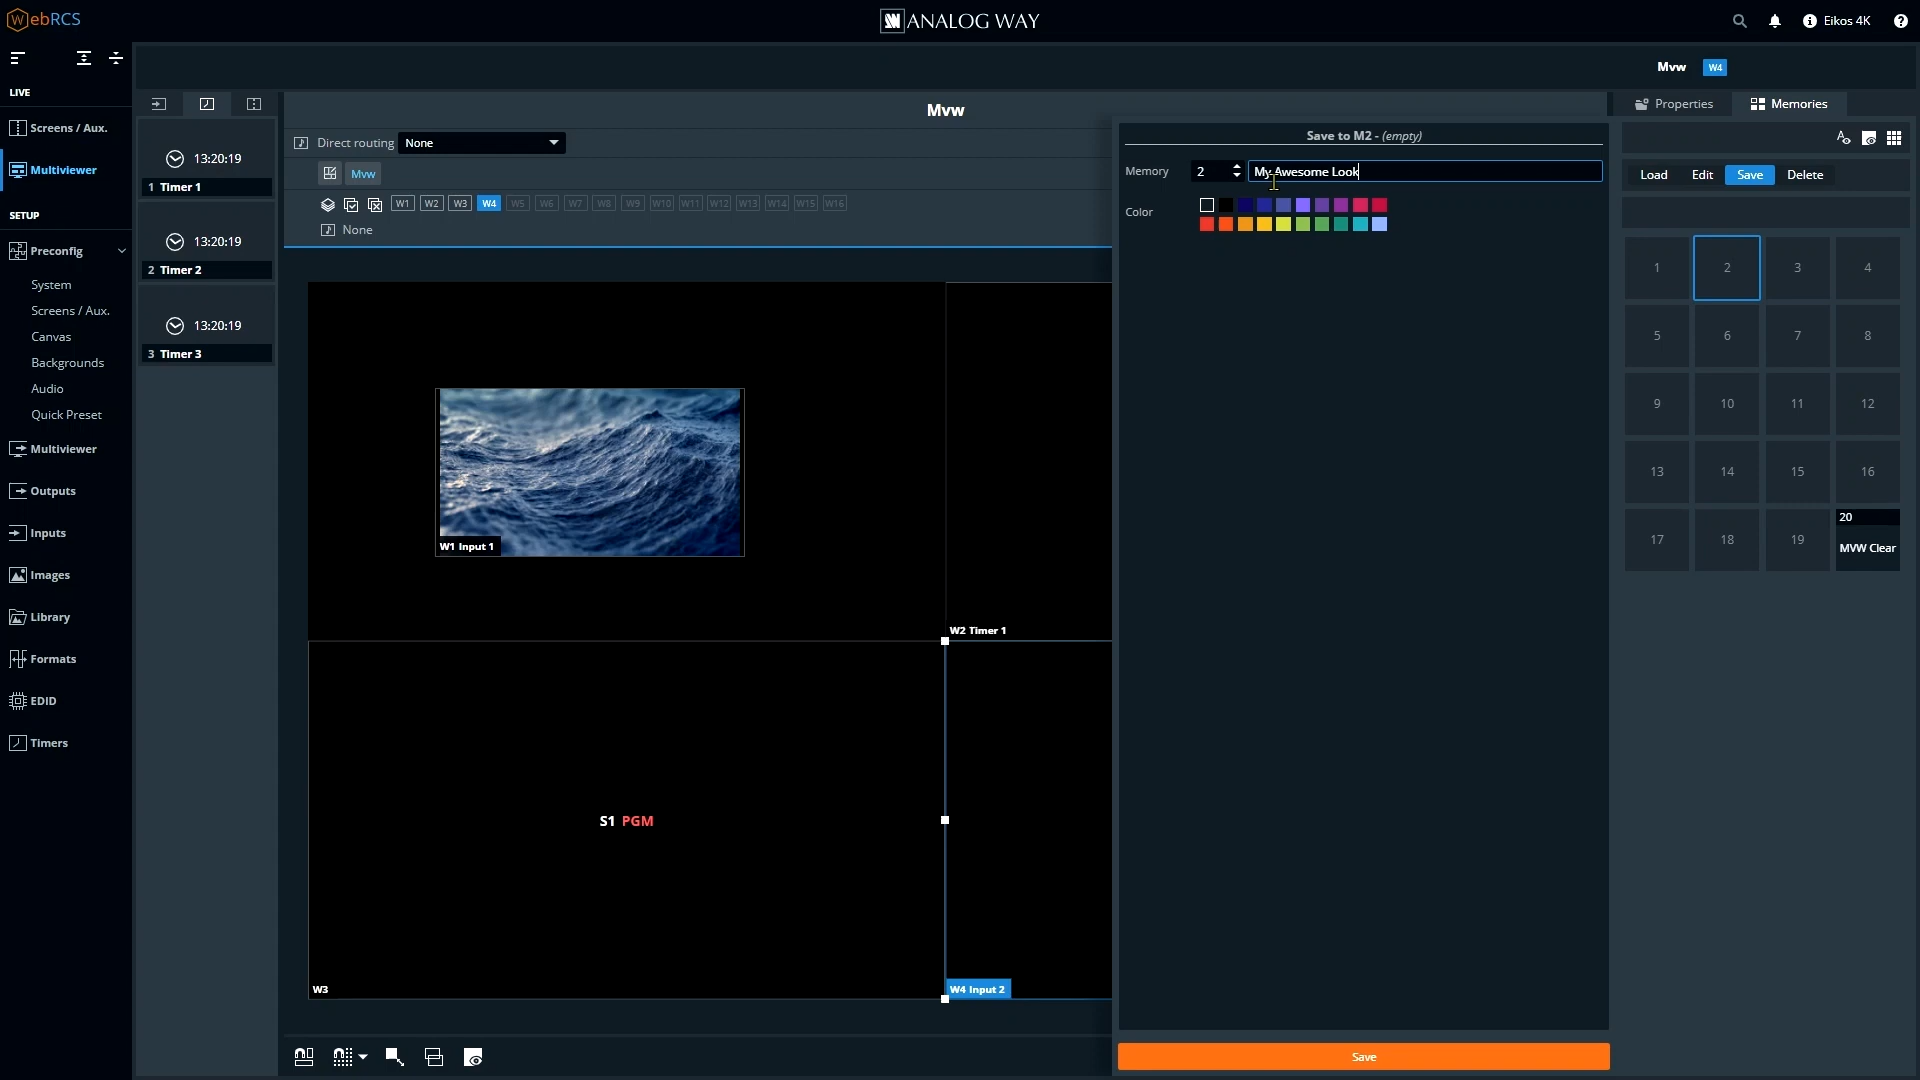 WebRCS
ANALOG WAY
Eikos 4K
LIVE
Screens / Aux.
Multiviewer
SETUP
Preconfig
System
Screens / Aux.
Canvas
Backgrounds
Audio
Quick Preset
Multiviewer
Outputs
Inputs
Images
Library
Formats
EDID
Timers
13:20:19
1 Timer 1
13:20:19
2 Timer 2
13:20:19
3 Timer 3
Mvw
Direct routing None
Mvw
W1 W2 W3 W4 W5 W6 W7 W8 W9 W10 W11 W12 W13 W14 W15 W16
None
W1 Input 1
W2 Timer 1
S1 PGM
W3
W4 Input 2
Save to M2 - (empty)
Memory 2 My Awesome Look
Color
Save
Mvw W4
Properties Memories
Load Edit Save Delete
1 2 3 4
5 6 7 8
9 10 11 12
13 14 15 16
17 18 19 20
MVW Clear